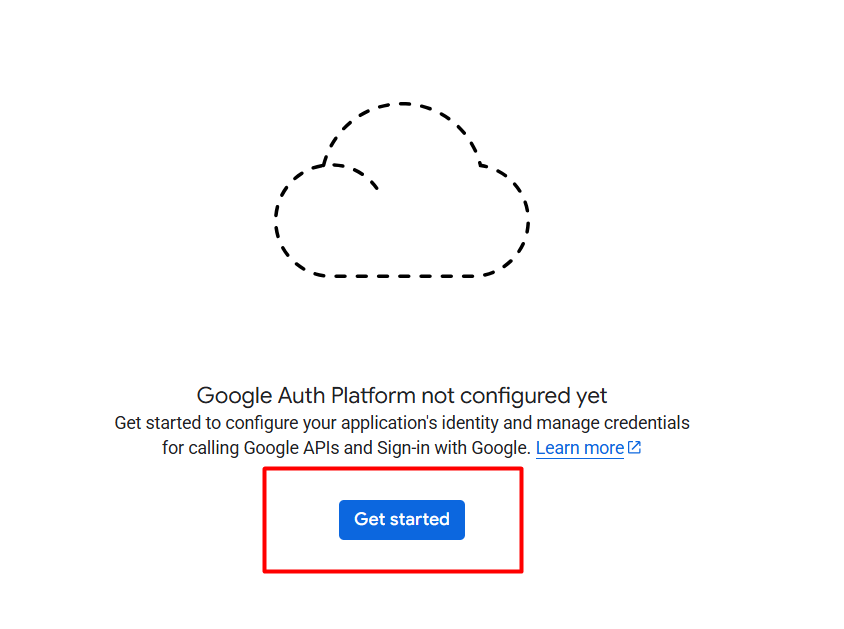 Google Auth Platform not configured yet
Get started to configure your application's identity and manage credentials
for calling Google APIs and Sign-in with Google. Learn more
Get started